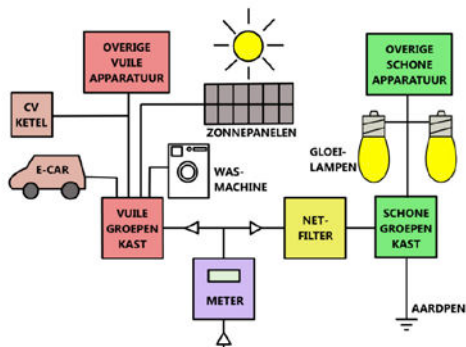 OVERIGE
VUILE
APPARATUUR
OVERIGE
SCHONE
APPARATUUR
CV
KETEL
ZONNEPANELEN
GLOEI-
LAMPEN
E-CAR
WAS-
MACHINE
VUILE
GROEPEN
KAST
NET-
FILTER
SCHONE
GROEPEN
KAST
METER
AARDPEN